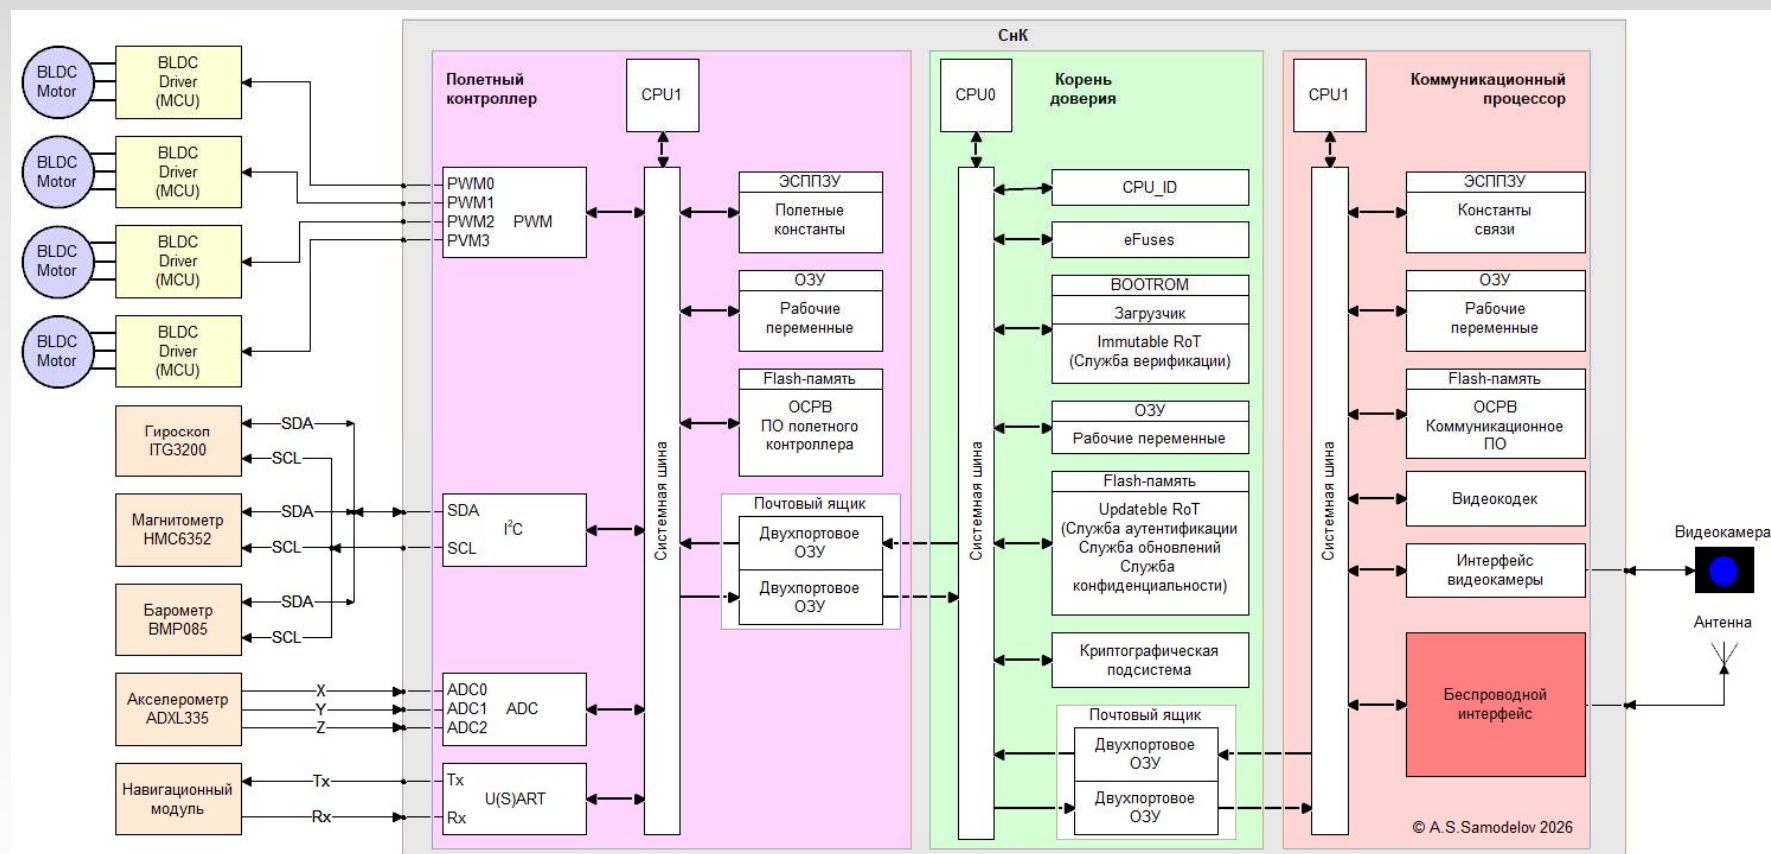 СнК
BLDC
Motor
BLDC
Driver
(MCU)
BLDC
Motor
BLDC
Driver
(MCU)
BLDC
Motor
BLDC
Driver
(MCU)
BLDC
Motor
BLDC
Driver
(MCU)
Гироскоп
ITG3200
SDA
SCL
Магнитометр
HMC6352
SDA
SCL
Барометр
BMP085
SDA
SCL
Акселерометр
ADXL335
X
Y
Z
Навигационный
модуль
Tx
Rx
Полетный
контроллер
CPU1
PWM0
PWM1
PWM2 PWM
PVM3
SDA
I²C
SCL
ADC0
ADC1 ADC
ADC2
Tx
U(S)ART
Rx
Системная шина
ЭСППЗУ
Полетные
константы
ОЗУ
Рабочие
переменные
Flash-память
ОСРВ
ПО полетного
контроллера
Почтовый ящик
Двухпортовое
ОЗУ
Двухпортовое
ОЗУ
CPU0
Корень
доверия
Системная шина
CPU_ID
eFuses
BOOTROM
Загрузчик
Immutable RoT
(Служба верификации)
ОЗУ
Рабочие переменные
Flash-память
Updateble RoT
(Служба аутентификации
Служба обновлений
Служба
конфиденциальности)
Криптографическая
подсистема
Почтовый ящик
Двухпортовое
ОЗУ
Двухпортовое
ОЗУ
CPU1
Коммуникационный
процессор
Системная шина
ЭСППЗУ
Константы
связи
ОЗУ
Рабочие
переменные
Flash-память
ОСРВ
Коммуникационное
ПО
Видеокодек
Интерфейс
видеокамеры
Беспроводной
интерфейс
Видеокамера
Антенна
© A.S.Samodelov 2026